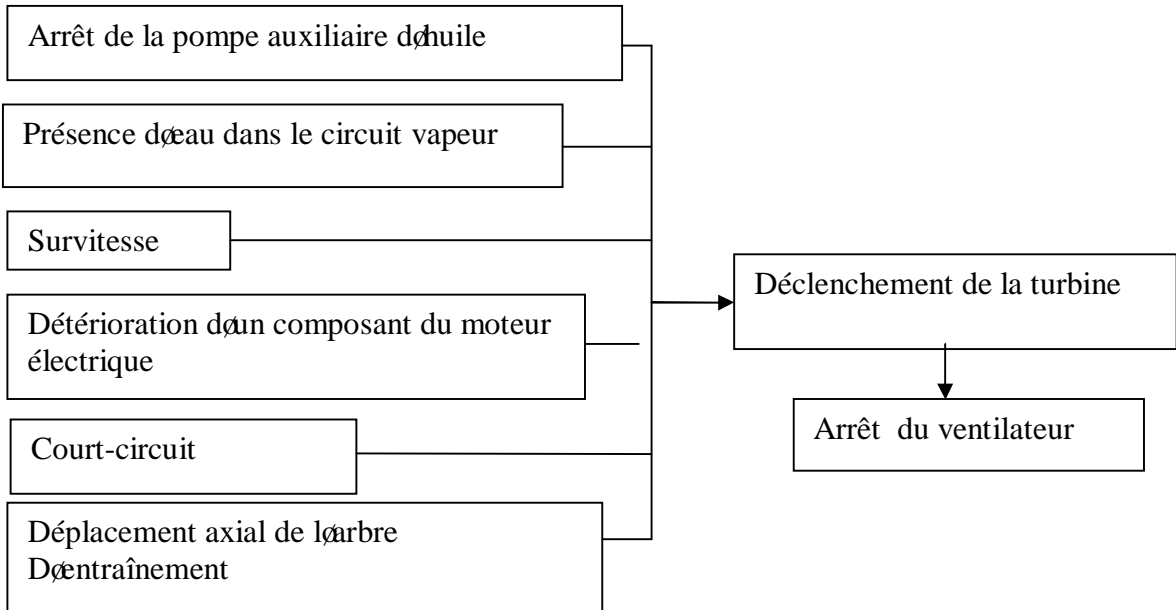 Arrêt de la pompe auxiliaire døhuile
Présence døeau dans le circuit vapeur
Survitesse
Détérioration døun composant du moteur
électrique
Court-circuit
Déplacement axial de løarbre
Døentraînement
Déclenchement de la turbine
Arrêt du ventilateur